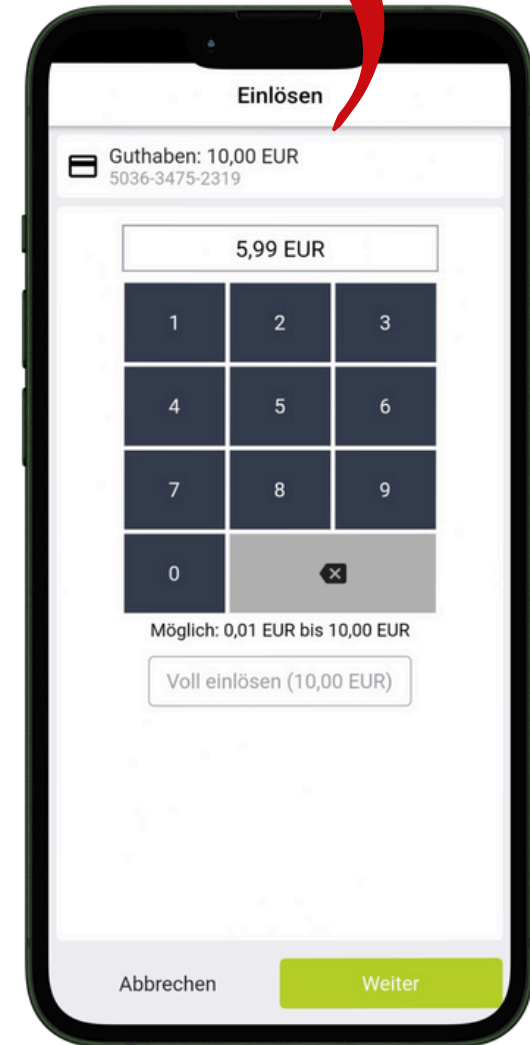 Einlösen
Guthaben: 10,00 EUR
5036-3475-2319
5,99 EUR
1 2 3
4 5 6
7 8 9
0
Möglich: 0,01 EUR bis 10,00 EUR
Voll einlösen (10,00 EUR)
Abbrechen Weiter